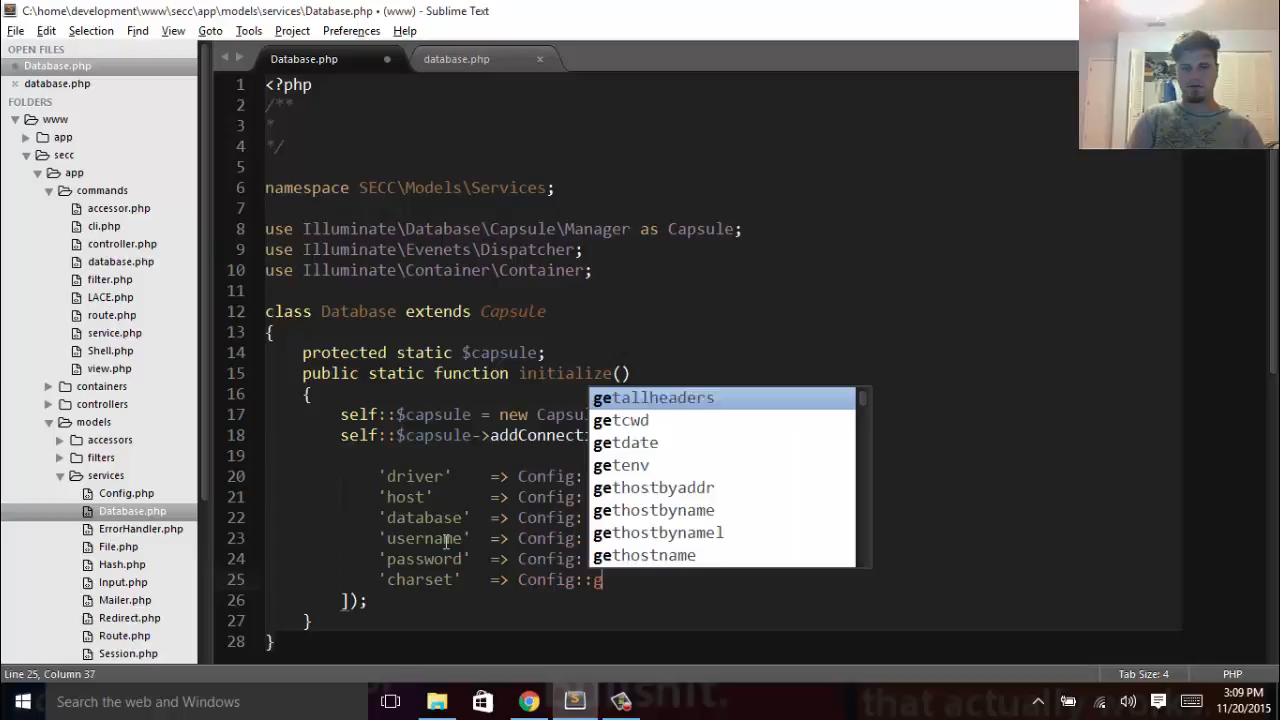 C:\home\development\www\secc\app\models\services\Database.php • (www) - Sublime Text
File Edit Selection Find View Goto Tools Project Preferences Help
OPEN FILES
Database.php
database.php
FOLDERS
www
app
secc
app
commands
accessor.php
cli.php
controller.php
database.php
filter.php
LACE.php
route.php
service.php
Shell.php
view.php
containers
controllers
models
accessors
filters
services
Config.php
Database.php
ErrorHandler.php
File.php
Hash.php
Input.php
Mailer.php
Redirect.php
Route.php
Session.php
Database.php database.php
1 <?php
2 /**
3 *
4 */
5
6 namespace SECC\Models\Services;
7
8 use Illuminate\Database\Capsule\Manager as Capsule;
9 use Illuminate\Evenets\Dispatcher;
10 use Illuminate\Container\Container;
11
12 class Database extends Capsule
13 {
14 protected static $capsule;
15 public static function initialize()
16 {
17 self::$capsule = new Capsul
18 self::$capsule->addConnecti
19
20 'driver' => Config:
21 'host' => Config:
22 'database' => Config:
23 'username' => Config:
24 'password' => Config:
25 'charset' => Config::g
26 ]);
27 }
28 }
getallheaders
getcwd
getdate
getenv
gethostbyaddr
gethostbyname
gethostbynamel
gethostname
Line 25, Column 37 Tab Size: 4 PHP
Search the web and Windows
3:09 PM
11/20/2015